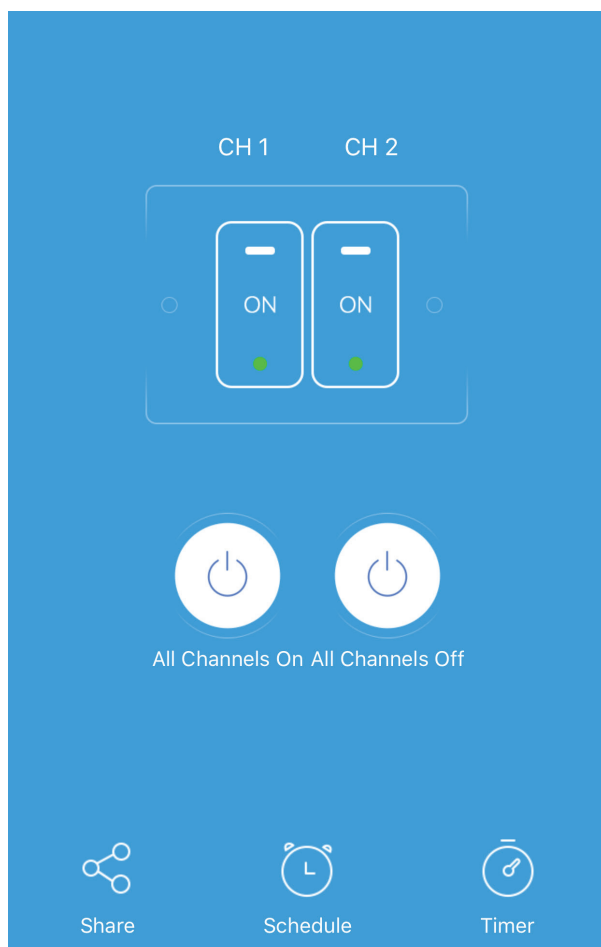 CH 1 CH 2
ON ON
All Channels On All Channels Off
Share Schedule Timer